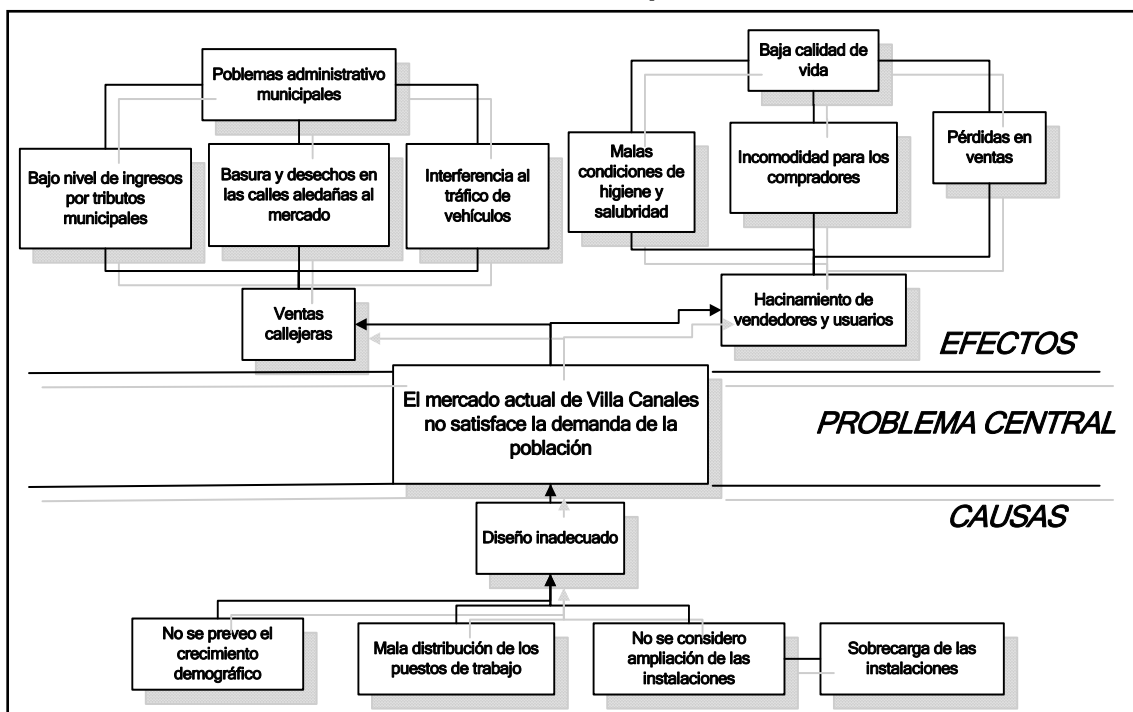 Poblemas administrativo
municipales
Baja calidad de
vida
Bajo nivel de ingresos
por tributos
municipales
Basura y desechos en
las calles aledañas al
mercado
Interferencia al
tráfico de
vehículos
Malas
condiciones de
higiene y
salubridad
Incomodidad para los
compradores
Pérdidas en
ventas
Ventas
callejeras
Hacinamiento de
vendedores y usuarios
EFECTOS
El mercado actual de Villa Canales
no satisface la demanda de la
población
PROBLEMA CENTRAL
CAUSAS
Diseño inadecuado
No se preveo el
crecimiento
demográfico
Mala distribución de los
puestos de trabajo
No se considero
ampliación de las
instalaciones
Sobrecarga de las
instalaciones